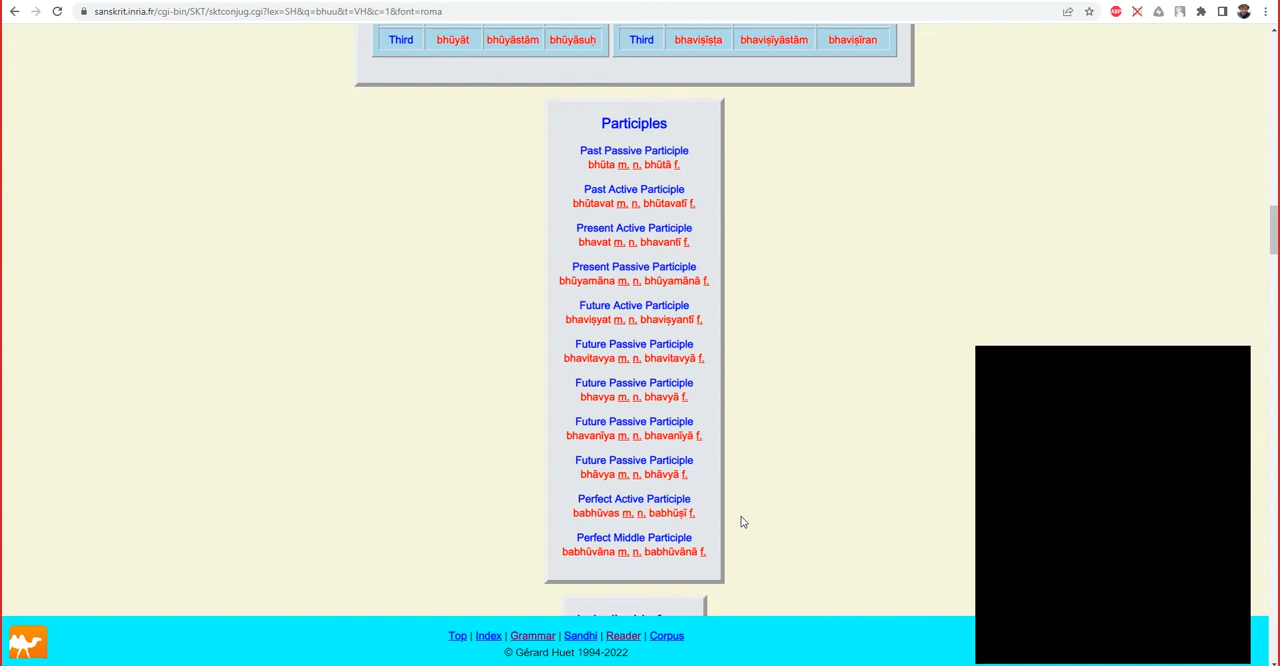 sanskrit.inria.fr/cgi-bin/SKT/sktconjug.cgi?lex=SH&q=bhuu&t=VH&c=1&font=roma
ABP
Third bhūyāt bhūyāstām bhūyāsuḥ Third bhaviṣīṣṭa bhaviṣīyāstām bhaviṣīran
Participles
Past Passive Participle
bhūta m. n. bhūtā f.
Past Active Participle
bhūtavat m. n. bhūtavatī f.
Present Active Participle
bhavat m. n. bhavantī f.
Present Passive Participle
bhūyamāna m. n. bhūyamānā f.
Future Active Participle
bhaviṣyat m. n. bhaviṣyantī f.
Future Passive Participle
bhavitavya m. n. bhavitavyā f.
Future Passive Participle
bhavya m. n. bhavyā f.
Future Passive Participle
bhavanīya m. n. bhavanīyā f.
Future Passive Participle
bhāvya m. n. bhāvyā f.
Perfect Active Participle
babhūvas m. n. babhūṣī f.
Perfect Middle Participle
babhūvāna m. n. babhūvānā f.
Top | Index | Grammar | Sandhi | Reader | Corpus
© Gérard Huet 1994-2022